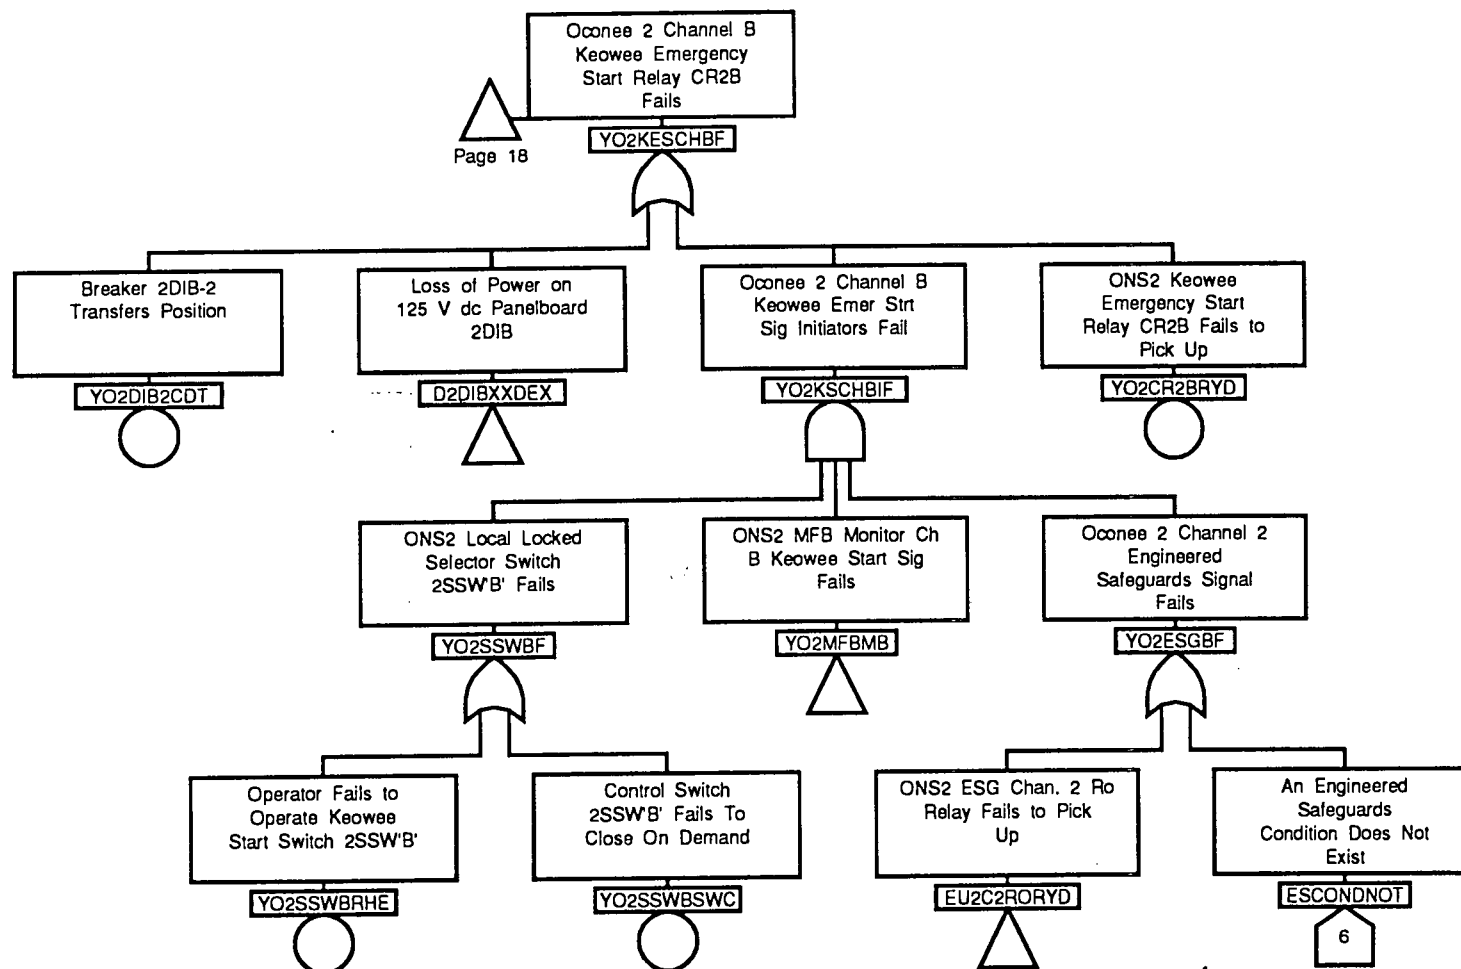 Oconee 2 Channel B
Keowee Emergency
Start Relay CR2B
Fails
Page 18
YO2KESCHBF
Breaker 2DIB-2
Transfers Position
YO2DIB2CDT
Loss of Power on
125 V dc Panelboard
2DIB
D2DIBXXDEX
Oconee 2 Channel B
Keowee Emer Strt
Sig Initiators Fail
YO2KSCHBIF
ONS2 Keowee
Emergency Start
Relay CR2B Fails to
Pick Up
YO2CR2BRYD
ONS2 Local Locked
Selector Switch
2SSW'B' Fails
YO2SSWBF
ONS2 MFB Monitor Ch
B Keowee Start Sig
Fails
YO2MFBMB
Oconee 2 Channel 2
Engineered
Safeguards Signal
Fails
YO2ESGBF
Operator Fails to
Operate Keowee
Start Switch 2SSW'B'
YO2SSWBRHE
Control Switch
2SSW'B' Fails To
Close On Demand
YO2SSWBSWC
ONS2 ESG Chan. 2 Ro
Relay Fails to Pick
Up
EU2C2RORYD
An Engineered
Safeguards
Condition Does Not
Exist
ESCONDNOT
6